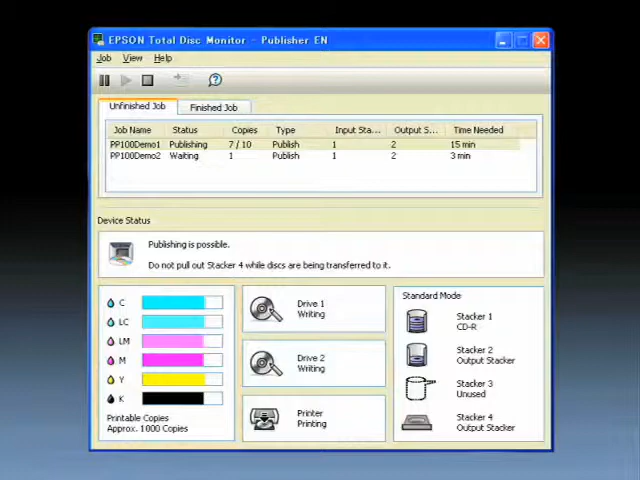 EPSON Total Disc Monitor - Publisher EN
Job View Help
Unfinished Job Finished Job
Job Name Status Copies Type Input Sta... Output S... Time Needed
PP100Demo1 Publishing 7 / 10 Publish 1 2 15 min
PP100Demo2 Waiting 1 Publish 1 2 3 min
Device Status
Publishing is possible.
Do not pull out Stacker 4 while discs are being transferred to it.
C
LC
LM
M
Y
K
Printable Copies
Approx. 1000 Copies
Drive 1
Writing
Drive 2
Writing
Printer
Printing
Standard Mode
Stacker 1
CD-R
Stacker 2
Output Stacker
Stacker 3
Unused
Stacker 4
Output Stacker